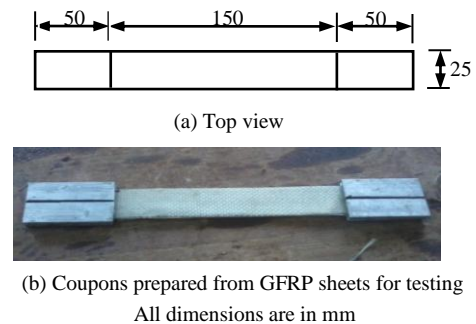 50 150 50
25
(a) Top view
(b) Coupons prepared from GFRP sheets for testing
All dimensions are in mm